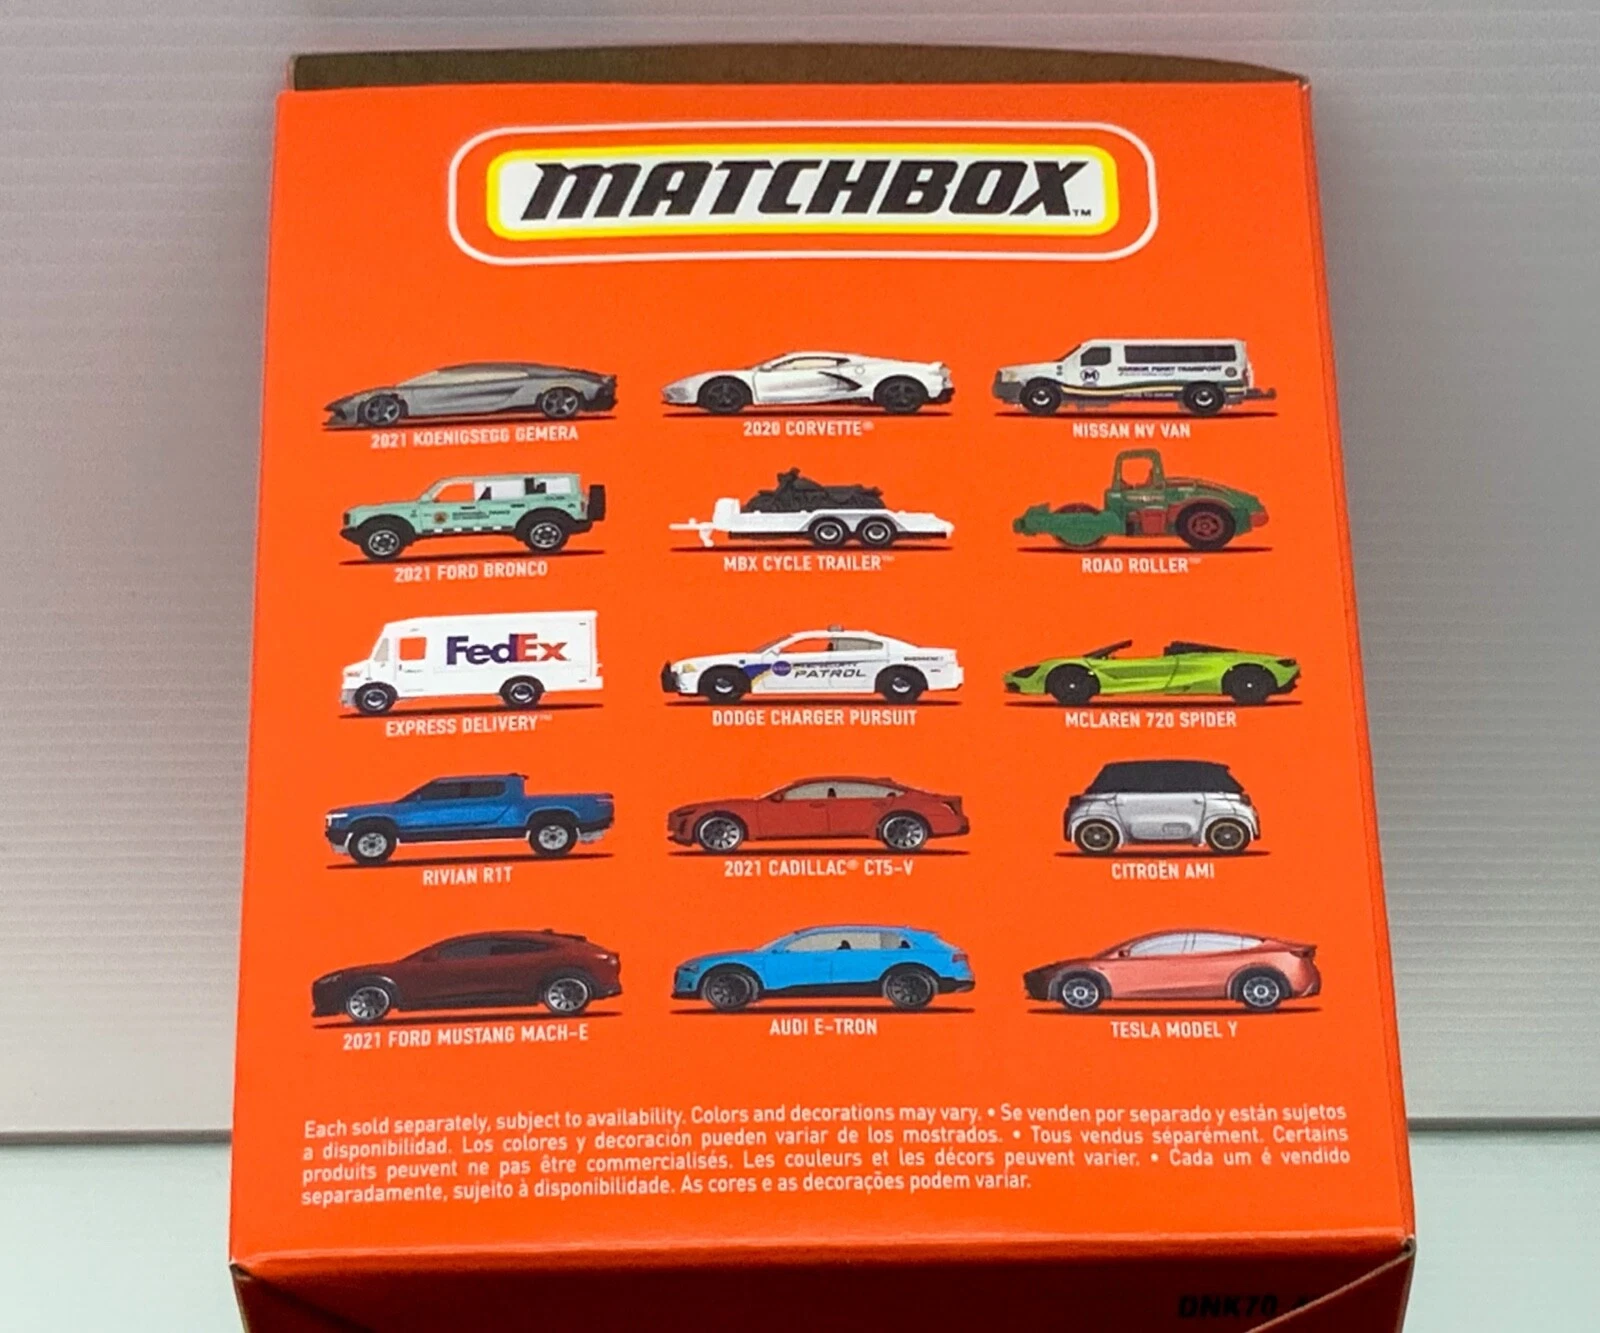 MATCHBOX™
2021 KOENIGSEGG GEMERA
2020 CORVETTE®
NISSAN NV VAN
2021 FORD BRONCO
MBX CYCLE TRAILER™
ROAD ROLLER™
FedEx
PATROL
EXPRESS DELIVERY™
DODGE CHARGER PURSUIT
MCLAREN 720 SPIDER
RIVIAN R1T
2021 CADILLAC® CT5-V
CITROËN AMI
2021 FORD MUSTANG MACH-E
AUDI E-TRON
TESLA MODEL Y
Each sold separately, subject to availability. Colors and decorations may vary. • Se venden por separado y están sujetos
a disponibilidad. Los colores y decoración pueden variar de los mostrados. • Tous vendus séparément. Certains
produits peuvent ne pas être commercialisés. Les couleurs et les décors peuvent varier. • Cada um é vendido
separadamente, sujeito à disponibilidade. As cores e as decorações podem variar.
DNK70